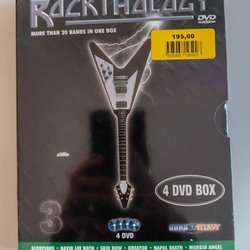 ROCKTHOLOGY
DVD
MORE THAN 20 BANDS IN ONE BOX
195,00
3
4 DVD BOX
4 DVD
SCORPIONS · DAVID LEE ROTH · SKID ROW · KREATOR · NAPAL DEATH · MORBID ANGEL